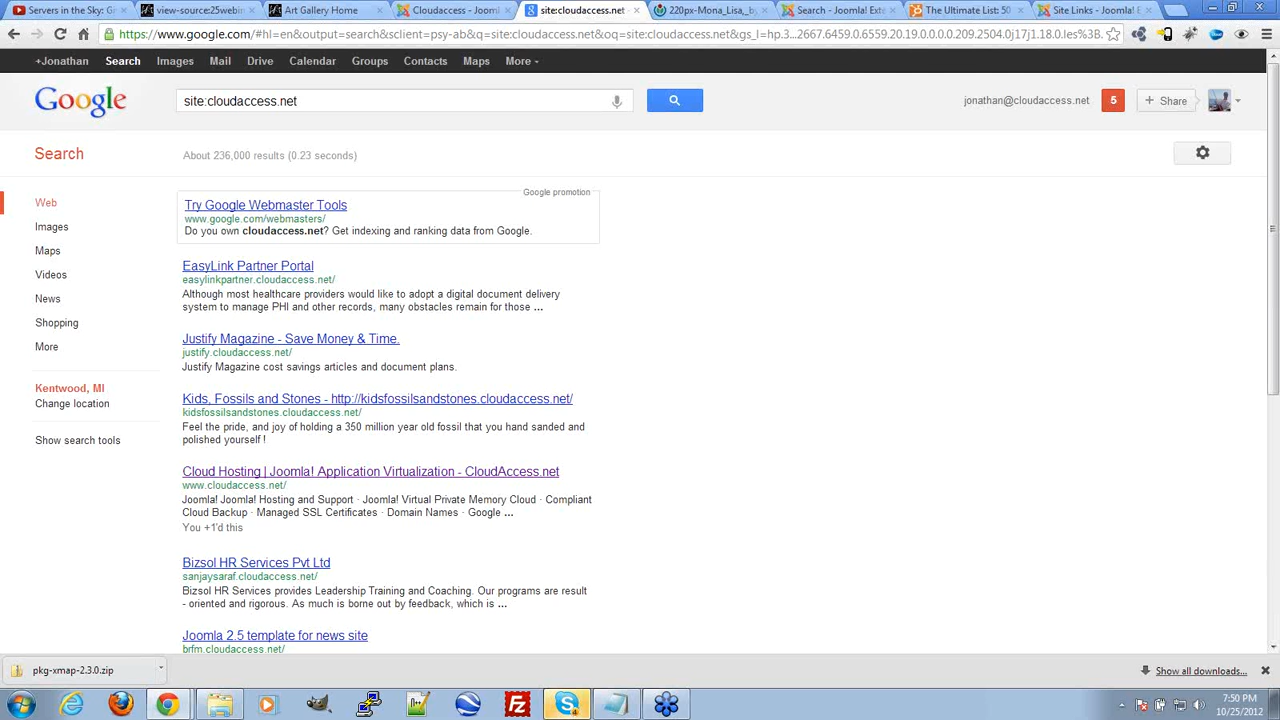 Servers in the Sky: Gr
view-source:25webin
Art Gallery Home
Cloudaccess - Joom
site:cloudaccess.net
220px-Mona_Lisa,_by
Search - Joomla! Exte
The Ultimate List: 50
Site Links - Joomla! E
https://www.google.com/#hl=en&output=search&sclient=psy-ab&q=site:cloudaccess.net&oq=site:cloudaccess.net&gs_l=hp.3...2667.6459.0.6559.20.19.0.0.0.0.209.2504.0j17j1.18.0.les%3B.
+Jonathan Search Images Mail Drive Calendar Groups Contacts Maps More
Google
site:cloudaccess.net
jonathan@cloudaccess.net
5
+ Share
Search
About 236,000 results (0.23 seconds)
Web
Images
Maps
Videos
News
Shopping
More
Kentwood, MI
Change location
Show search tools
Google promotion
Try Google Webmaster Tools
www.google.com/webmasters/
Do you own cloudaccess.net? Get indexing and ranking data from Google.
EasyLink Partner Portal
easylinkpartner.cloudaccess.net/
Although most healthcare providers would like to adopt a digital document delivery
system to manage PHI and other records, many obstacles remain for those ...
Justify Magazine - Save Money & Time.
justify.cloudaccess.net/
Justify Magazine cost savings articles and document plans.
Kids, Fossils and Stones - http://kidsfossilsandstones.cloudaccess.net/
kidsfossilsandstones.cloudaccess.net/
Feel the pride, and joy of holding a 350 million year old fossil that you hand sanded and
polished yourself !
Cloud Hosting | Joomla! Application Virtualization - CloudAccess.net
www.cloudaccess.net/
Joomla! Joomla! Hosting and Support · Joomla! Virtual Private Memory Cloud · Compliant
Cloud Backup · Managed SSL Certificates · Domain Names · Google ...
You +1'd this
Bizsol HR Services Pvt Ltd
sanjaysaraf.cloudaccess.net/
Bizsol HR Services provides Leadership Training and Coaching. Our programs are result
- oriented and rigorous. As much is borne out by feedback, which is ...
Joomla 2.5 template for news site
brfm.cloudaccess.net/
pkg-xmap-2.3.0.zip
Show all downloads...
7:50 PM
10/25/2012